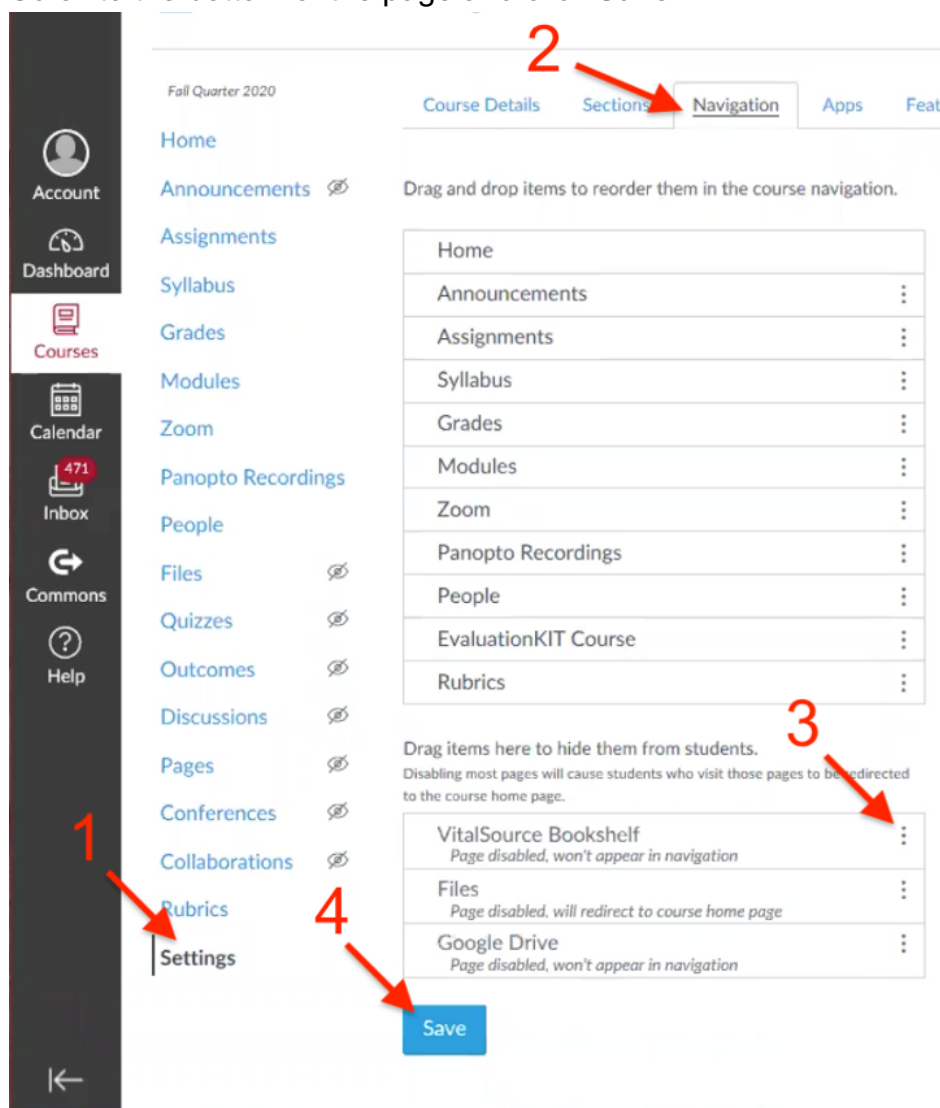 2
Fall Quarter 2020
Course Details Sections Navigation Apps Feat
Home
Account
Announcements
Drag and drop items to reorder them in the course navigation.
Assignments
Home
Dashboard
Syllabus
Announcements
Grades
Assignments
Courses
Modules
Syllabus
Calendar
Zoom
Grades
471
Panopto Recordings
Modules
Inbox
People
Zoom
Files
Panopto Recordings
Commons
Quizzes
People
?
Outcomes
EvaluationKIT Course
Help
Discussions
Rubrics
3
Pages
Drag items here to hide them from students.
Disabling most pages will cause students who visit those pages to be redirected
to the course home page.
Conferences
1
VitalSource Bookshelf
Page disabled, won't appear in navigation
Collaborations
Files
Page disabled, will redirect to course home page
Rubrics
4
Google Drive
Page disabled, won't appear in navigation
Settings
Save